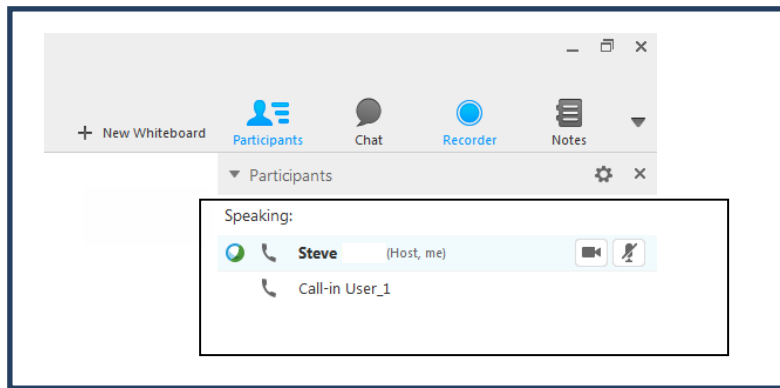 + New Whiteboard
Participants
Chat
Recorder
Notes
Participants
Speaking:
Steve (Host, me)
Call-in User_1